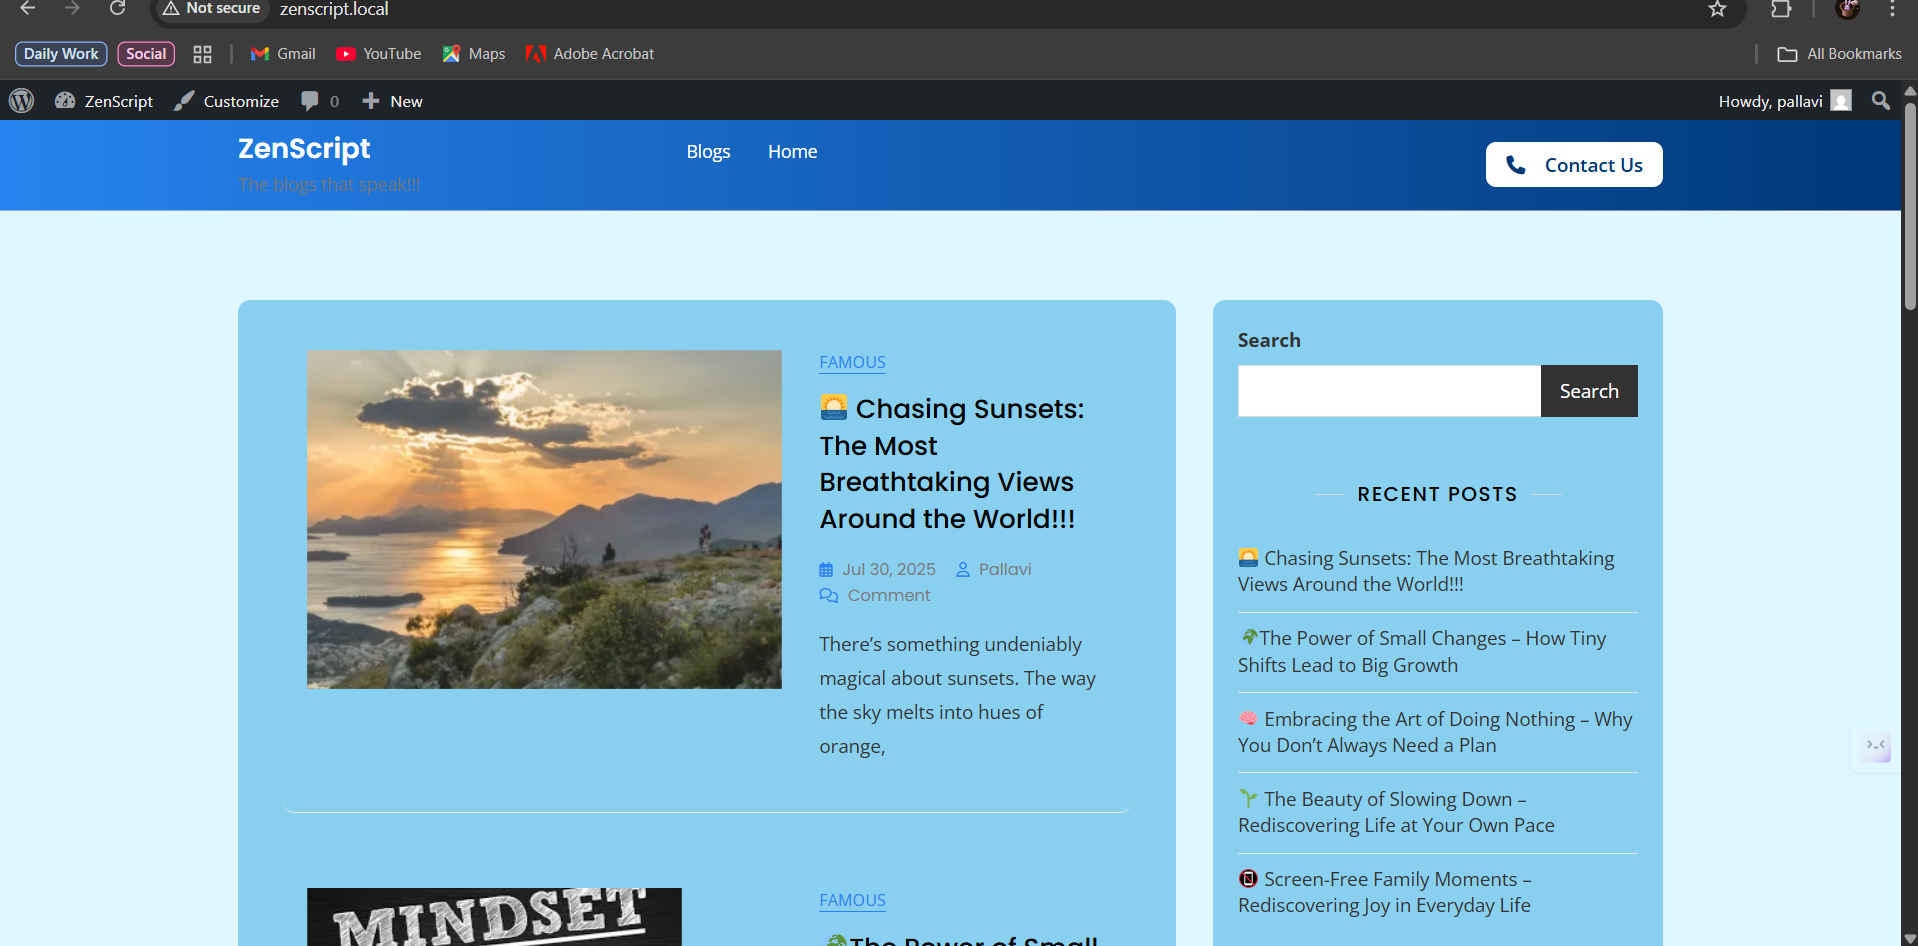 Not secure zenscript.local
Daily Work Social Gmail YouTube Maps Adobe Acrobat All Bookmarks
ZenScript Customize 0 New Howdy, pallavi
ZenScript
The blogs that speak!!!
Blogs Home
Contact Us
FAMOUS
🌅 Chasing Sunsets:
The Most
Breathtaking Views
Around the World!!!
Jul 30, 2025 Pallavi
Comment
There’s something undeniably
magical about sunsets. The way
the sky melts into hues of
orange,
MINDSET
FAMOUS
🌍The Power of Small
Search
Search
RECENT POSTS
🌅 Chasing Sunsets: The Most Breathtaking
Views Around the World!!!
🌍The Power of Small Changes – How Tiny
Shifts Lead to Big Growth
🧠 Embracing the Art of Doing Nothing – Why
You Don’t Always Need a Plan
🌱 The Beauty of Slowing Down –
Rediscovering Life at Your Own Pace
📵 Screen-Free Family Moments –
Rediscovering Joy in Everyday Life